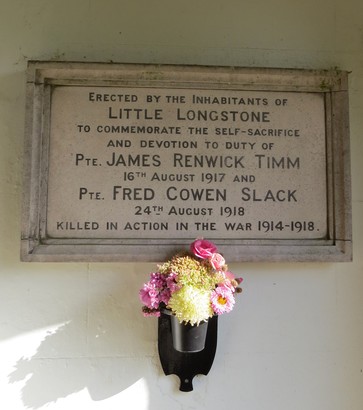 ERECTED BY THE INHABITANTS OF
LITTLE LONGSTONE
TO COMMEMORATE THE SELF-SACRIFICE
AND DEVOTION TO DUTY OF
PTE. JAMES RENWICK TIMM
16TH AUGUST 1917 AND
PTE. FRED COWEN SLACK
24TH AUGUST 1918
KILLED IN ACTION IN THE WAR 1914-1918.